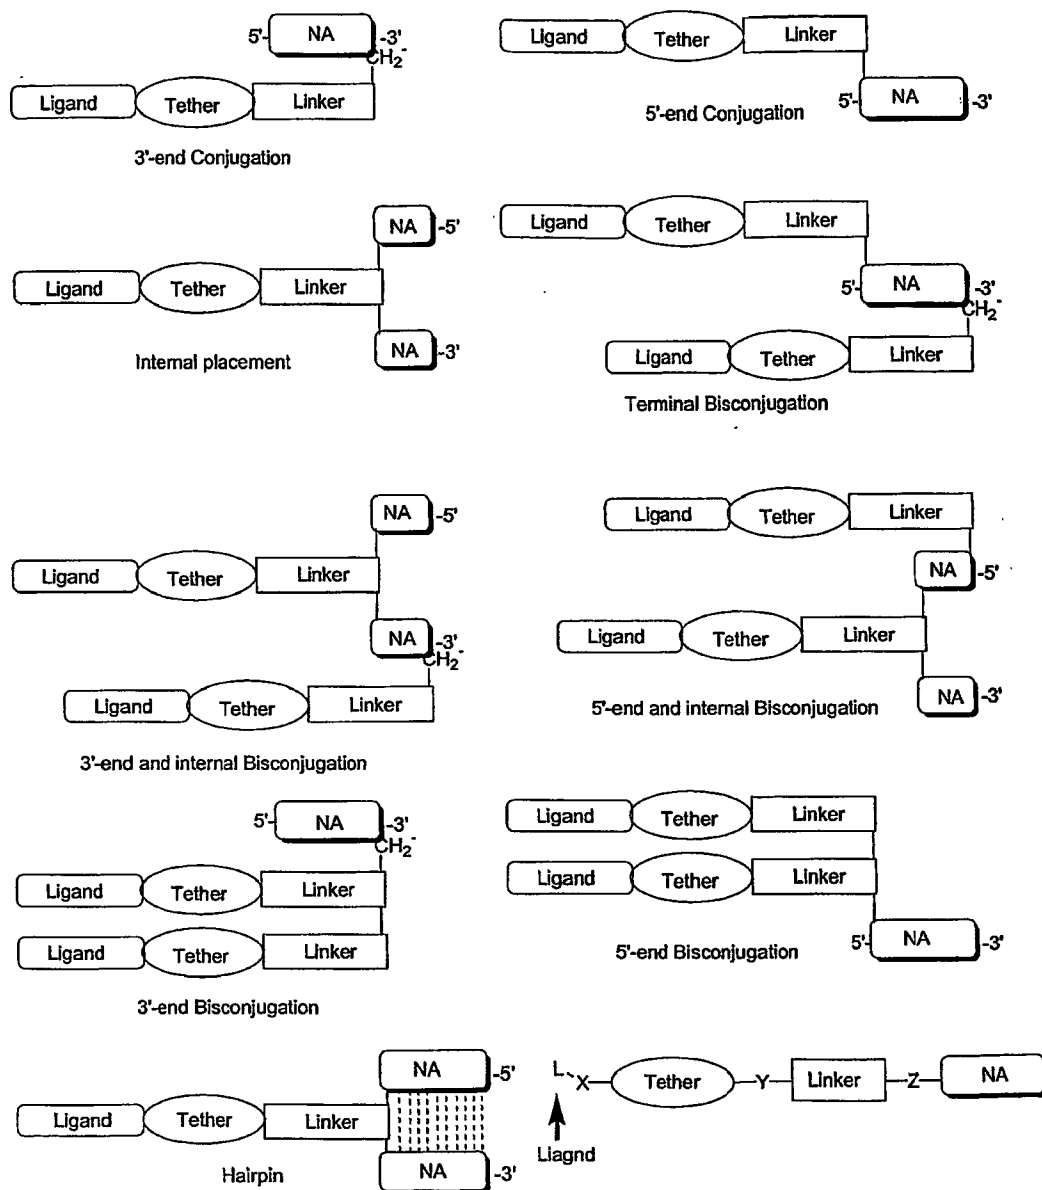 5'- NA -3'
CH₂-
Ligand Tether Linker
3'-end Conjugation
Ligand Tether Linker
5'- NA -3'
5'-end Conjugation
NA -5'
Ligand Tether Linker
NA -3'
Internal placement
Ligand Tether Linker
5'- NA -3'
CH₂-
Ligand Tether Linker
Terminal Bisconjugation
NA -5'
Ligand Tether Linker
NA -3'
CH₂-
Ligand Tether Linker
3'-end and internal Bisconjugation
Ligand Tether Linker
NA -5'
Ligand Tether Linker
NA -3'
5'-end and internal Bisconjugation
5'- NA -3'
CH₂-
Ligand Tether Linker
Ligand Tether Linker
3'-end Bisconjugation
Ligand Tether Linker
Ligand Tether Linker
5'- NA -3'
5'-end Bisconjugation
NA -5'
Ligand Tether Linker
NA -3'
Hairpin
L X Tether Y Linker Z NA
Liagnd